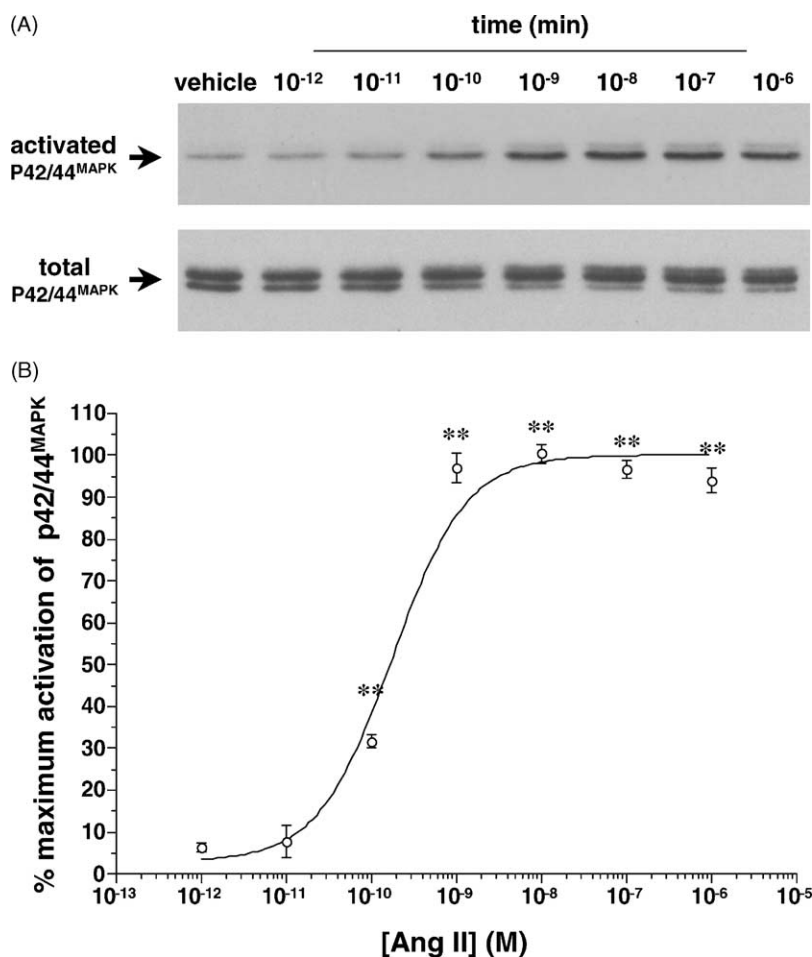 (A)
time (min)
vehicle 10⁻¹² 10⁻¹¹ 10⁻¹⁰ 10⁻⁹ 10⁻⁸ 10⁻⁷ 10⁻⁶
activated
P42/44ᴹᴬᴾᴷ
total
P42/44ᴹᴬᴾᴷ
(B)
% maximum activation of p42/44ᴹᴬᴾᴷ
110
100
90
80
70
60
50
40
30
20
10
0
** ** ** ** **
10⁻¹³ 10⁻¹² 10⁻¹¹ 10⁻¹⁰ 10⁻⁹ 10⁻⁸ 10⁻⁷ 10⁻⁶ 10⁻⁵
[Ang II] (M)